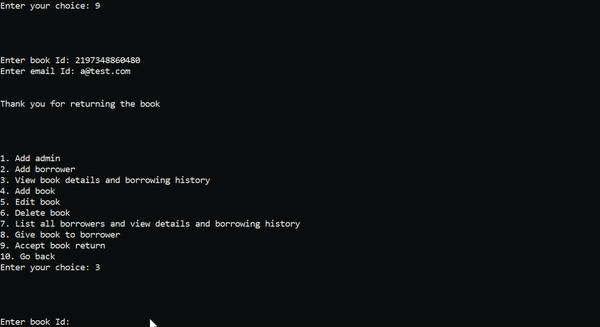 Enter your choice: 9
Enter book Id: 2197348860480
Enter email Id: a@test.com
Thank you for returning the book
1. Add admin
2. Add borrower
3. View book details and borrowing history
4. Add book
5. Edit book
6. Delete book
7. List all borrowers and view details and borrowing history
8. Give book to borrower
9. Accept book return
10. Go back
Enter your choice: 3
Enter book Id: